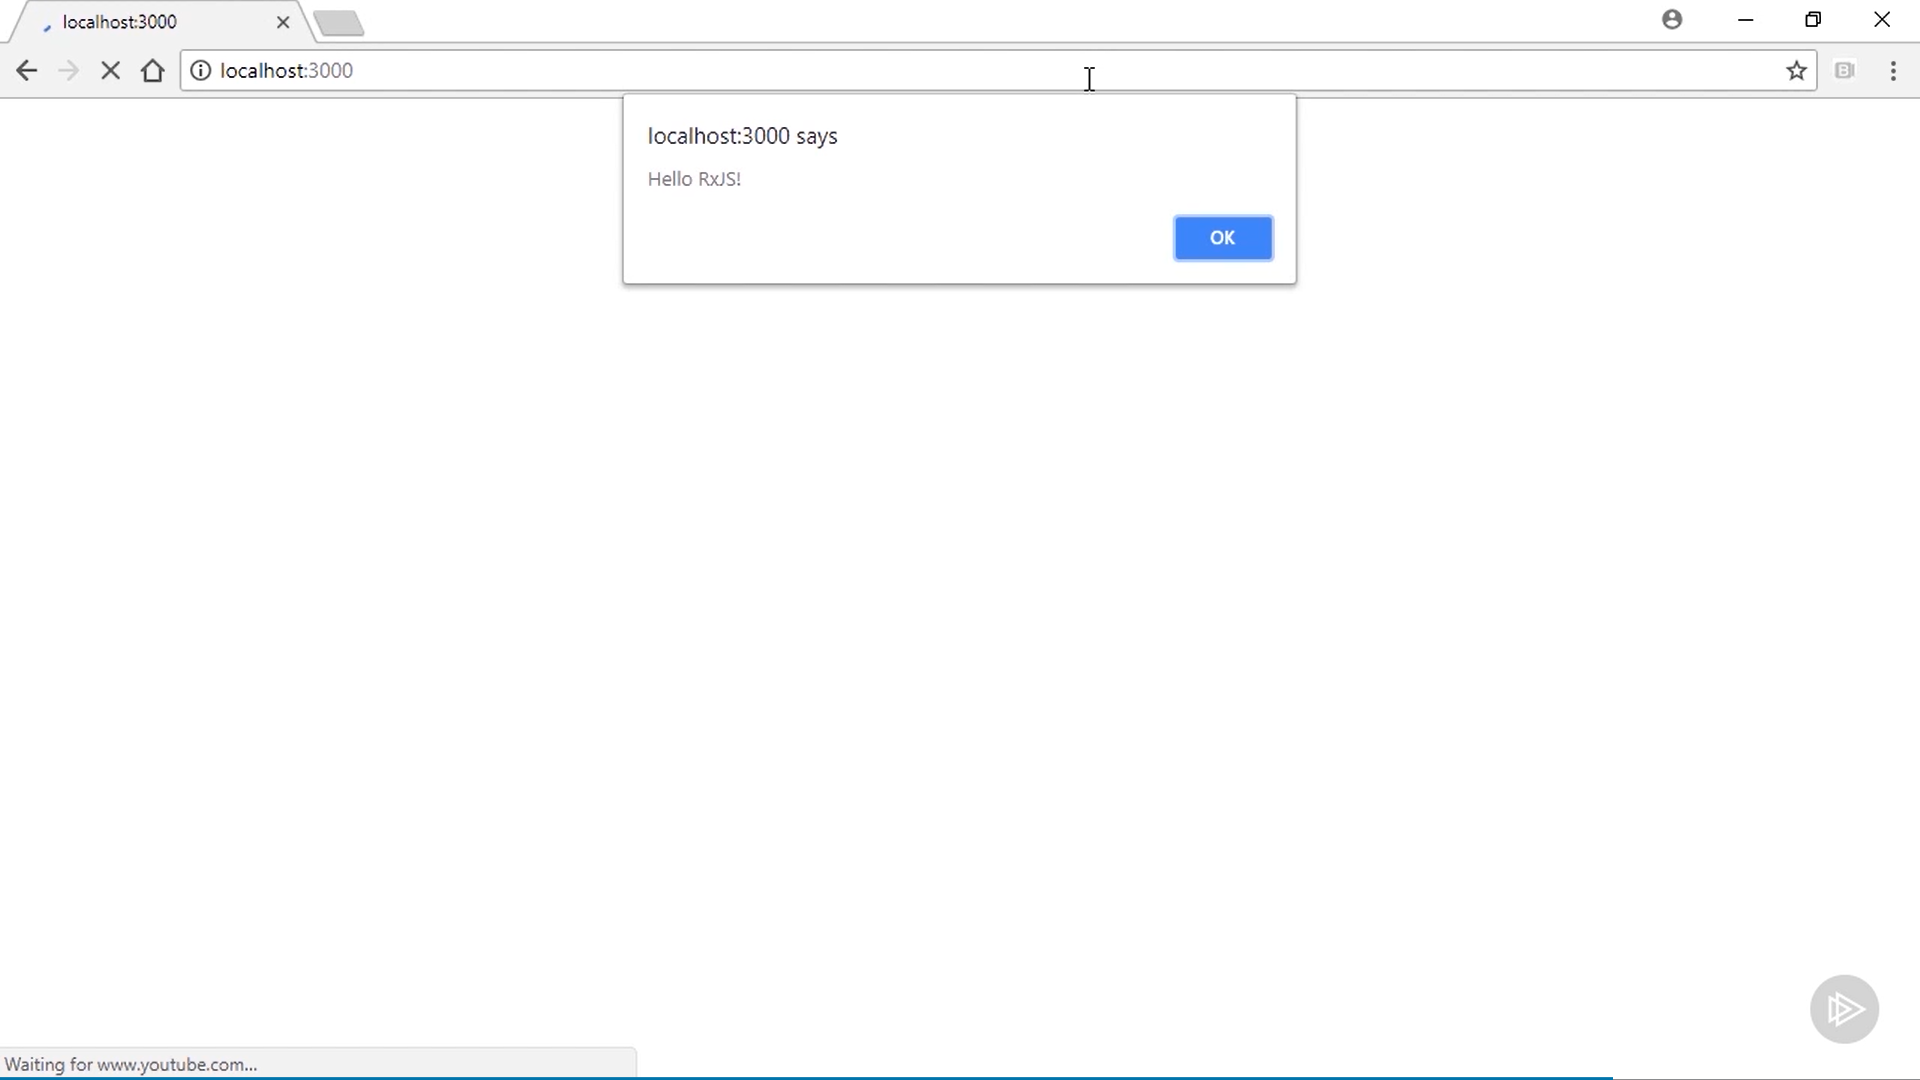 localhost:3000
localhost:3000
localhost:3000 says
Hello RxJS!
OK
Waiting for www.youtube.com...